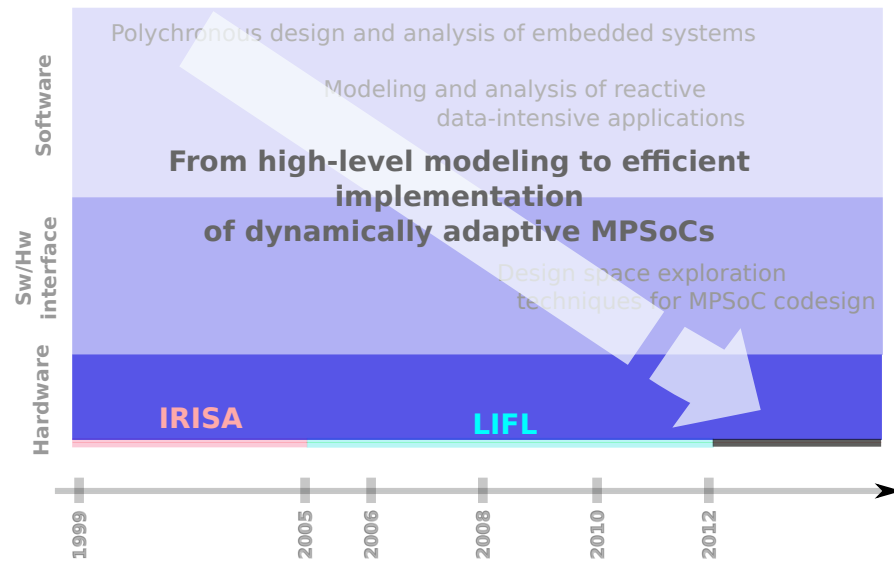 Polychronous design and analysis of embedded systems
Modeling and analysis of reactive
data-intensive applications
From high-level modeling to efficient
implementation
of dynamically adaptive MPSoCs
Design space exploration
techniques for MPSoC codesign
Software
Sw/Hw
interface
Hardware
IRISA
LIFL
1999
2005
2006
2008
2010
2012